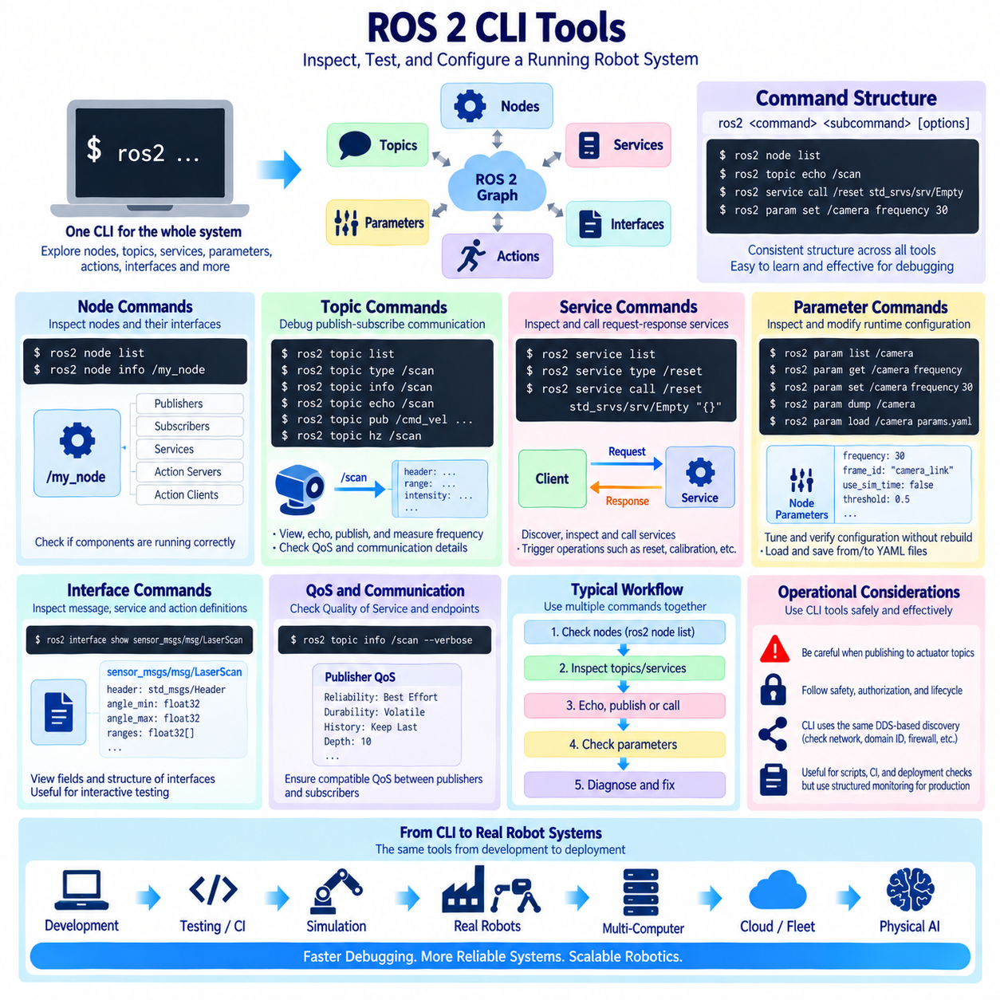 ROS 2 CLI Tools
Inspect, Test, and Configure a Running Robot System
$ ros2 ...
One CLI for the whole system
Explore nodes, topics, services, parameters,
actions, interfaces and more
Nodes
Topics
Services
ROS 2
Graph
Parameters
Interfaces
Actions
Command Structure
ros2 <command> <subcommand> [options]
$ ros2 node list
$ ros2 topic echo /scan
$ ros2 service call /reset std_srvs/srv/Empty
$ ros2 param set /camera frequency 30
Consistent structure across all tools
Easy to learn and effective for debugging
Node Commands
Inspect nodes and their interfaces
$ ros2 node list
$ ros2 node info /my_node
/my_node
Publishers
Subscribers
Services
Action Servers
Action Clients
Check if components are running correctly
Topic Commands
Debug publish-subscribe communication
$ ros2 topic list
$ ros2 topic type /scan
$ ros2 topic info /scan
$ ros2 topic echo /scan
$ ros2 topic pub /cmd_vel ...
$ ros2 topic hz /scan
/scan
header: ...
range: ...
intensity: ...
...
• View, echo, publish, and measure frequency
• Check QoS and communication details
Service Commands
Inspect and call request-response services
$ ros2 service list
$ ros2 service type /reset
$ ros2 service call /reset
std_srvs/srv/Empty "{}"
Client
Request
Response
Service
Discover, inspect and call services
• Trigger operations such as reset, calibration, etc.
Parameter Commands
Inspect and modify runtime configuration
$ ros2 param list /camera
$ ros2 param get /camera frequency
$ ros2 param set /camera frequency 30
$ ros2 param dump /camera
$ ros2 param load /camera params.yaml
Node
Parameters
frequency: 30
frame_id: "camera_link"
use_sim_time: false
threshold: 0.5
...
Tune and verify configuration without rebuild
• Load and save from/to YAML files
Interface Commands
Inspect message, service and action definitions
$ ros2 interface show sensor_msgs/msg/LaserScan
sensor_msgs/msg/LaserScan
header: std_msgs/Header
angle_min: float32
angle_max: float32
ranges: float32[]
...
View fields and structure of interfaces
Useful for interactive testing
QoS and Communication
Check Quality of Service and endpoints
$ ros2 topic info /scan --verbose
Publisher QoS
Reliability: Best Effort
Durability: Volatile
History: Keep Last
Depth: 10
...
Ensure compatible QoS between publishers
and subscribers
Typical Workflow
Use multiple commands together
1. Check nodes (ros2 node list)
2. Inspect topics/services
3. Echo, publish or call
4. Check parameters
5. Diagnose and fix
Operational Considerations
Use CLI tools safely and effectively
Be careful when publishing to actuator topics
Follow safety, authorization, and lifecycle
CLI uses the same DDS-based discovery
(check network, domain ID, firewall, etc.)
Useful for scripts, CI, and deployment checks
but use structured monitoring for production
From CLI to Real Robot Systems
The same tools from development to deployment
Development
Testing / CI
Simulation
Real Robots
Multi-Computer
Cloud / Fleet
Physical AI
Faster Debugging. More Reliable Systems. Scalable Robotics.